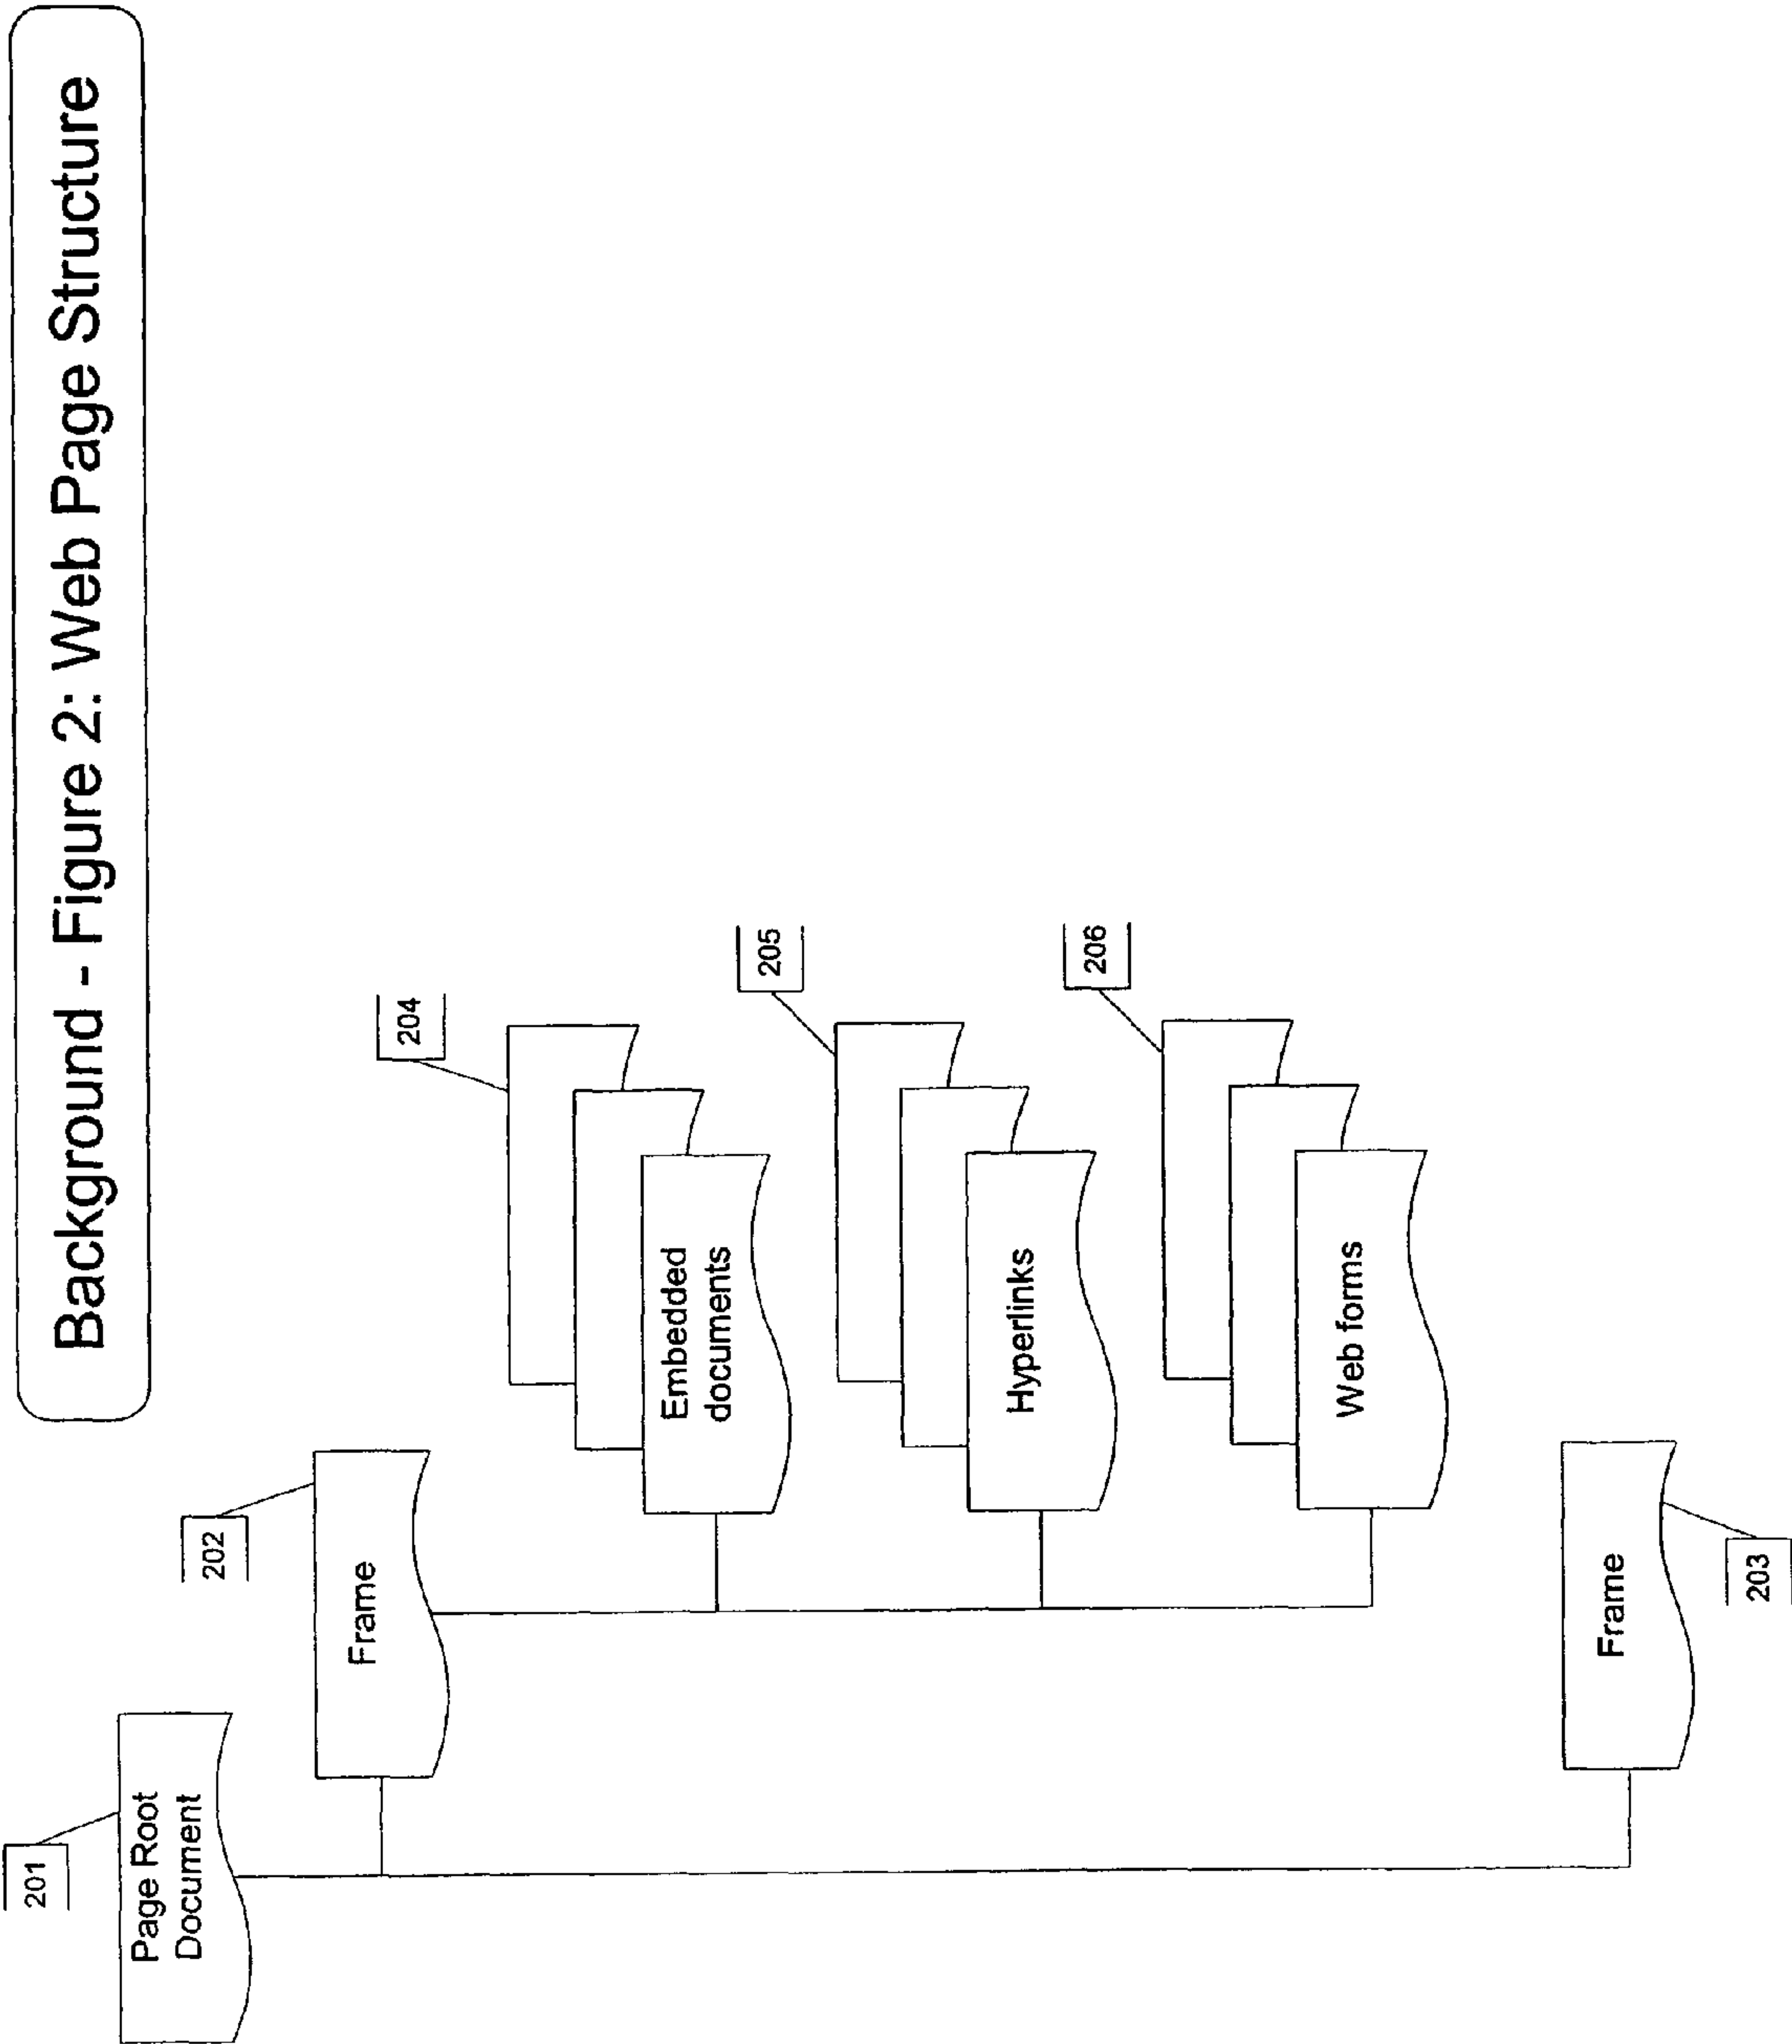 Background - Figure 2: Web Page Structure
201
Page Root
Document
202
Frame
204
Embedded
documents
205
Hyperlinks
206
Web forms
Frame
203